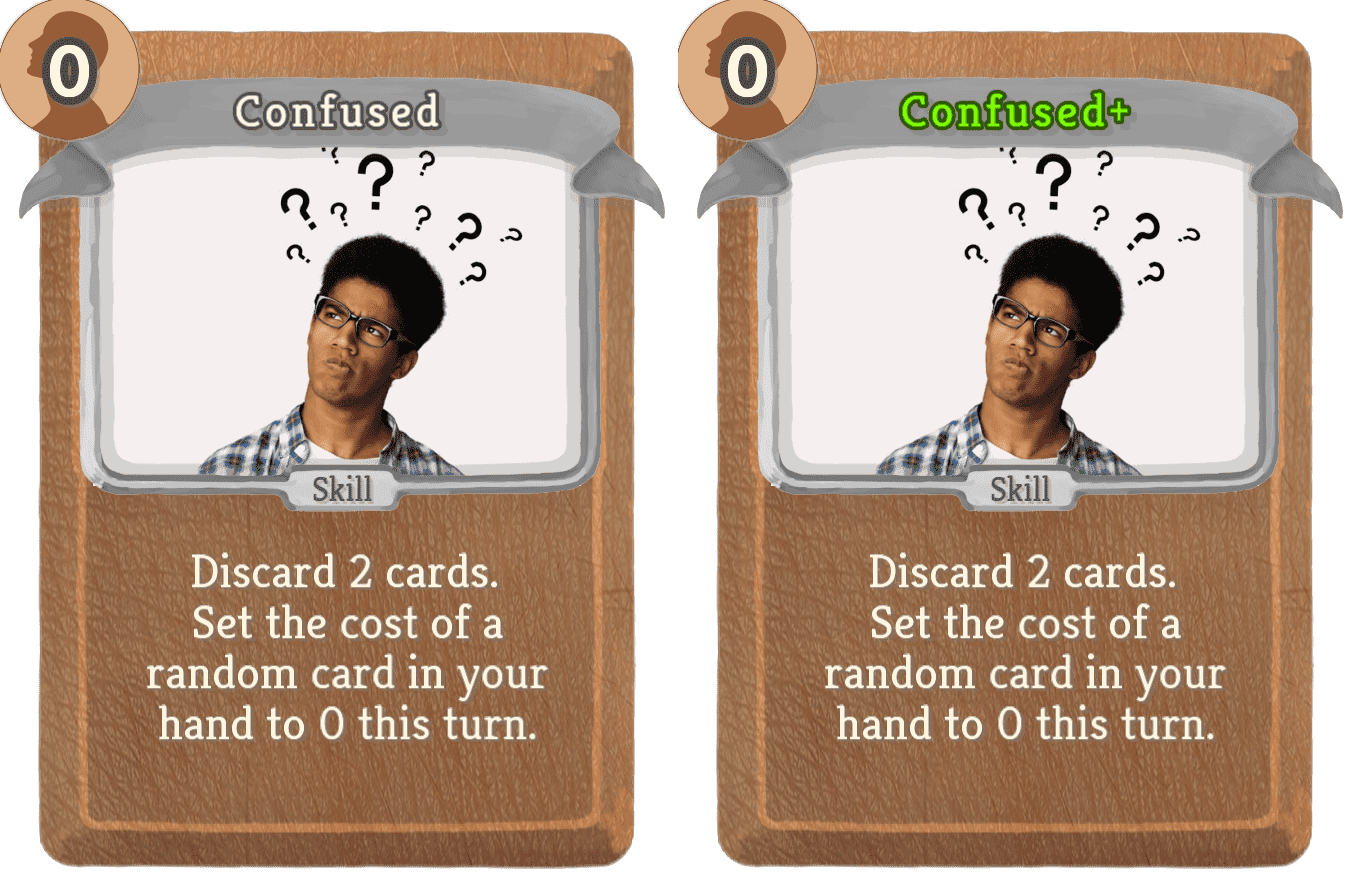 0
Confused
? ? ?
? ? ? ? ?
? ?
Skill
Discard 2 cards.
Set the cost of a
random card in your
hand to 0 this turn.
0
Confused+
? ? ?
? ? ? ? ?
? ?
Skill
Discard 2 cards.
Set the cost of a
random card in your
hand to 0 this turn.